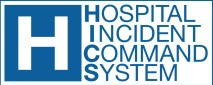 H
HOSPITAL
INCIDENT
COMMAND
SYSTEM